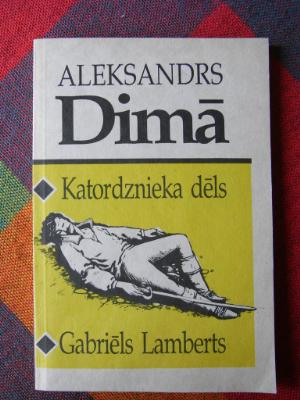 ALEKSANDRS
Dimā
Katordznieka dēls
Gabriēls Lamberts